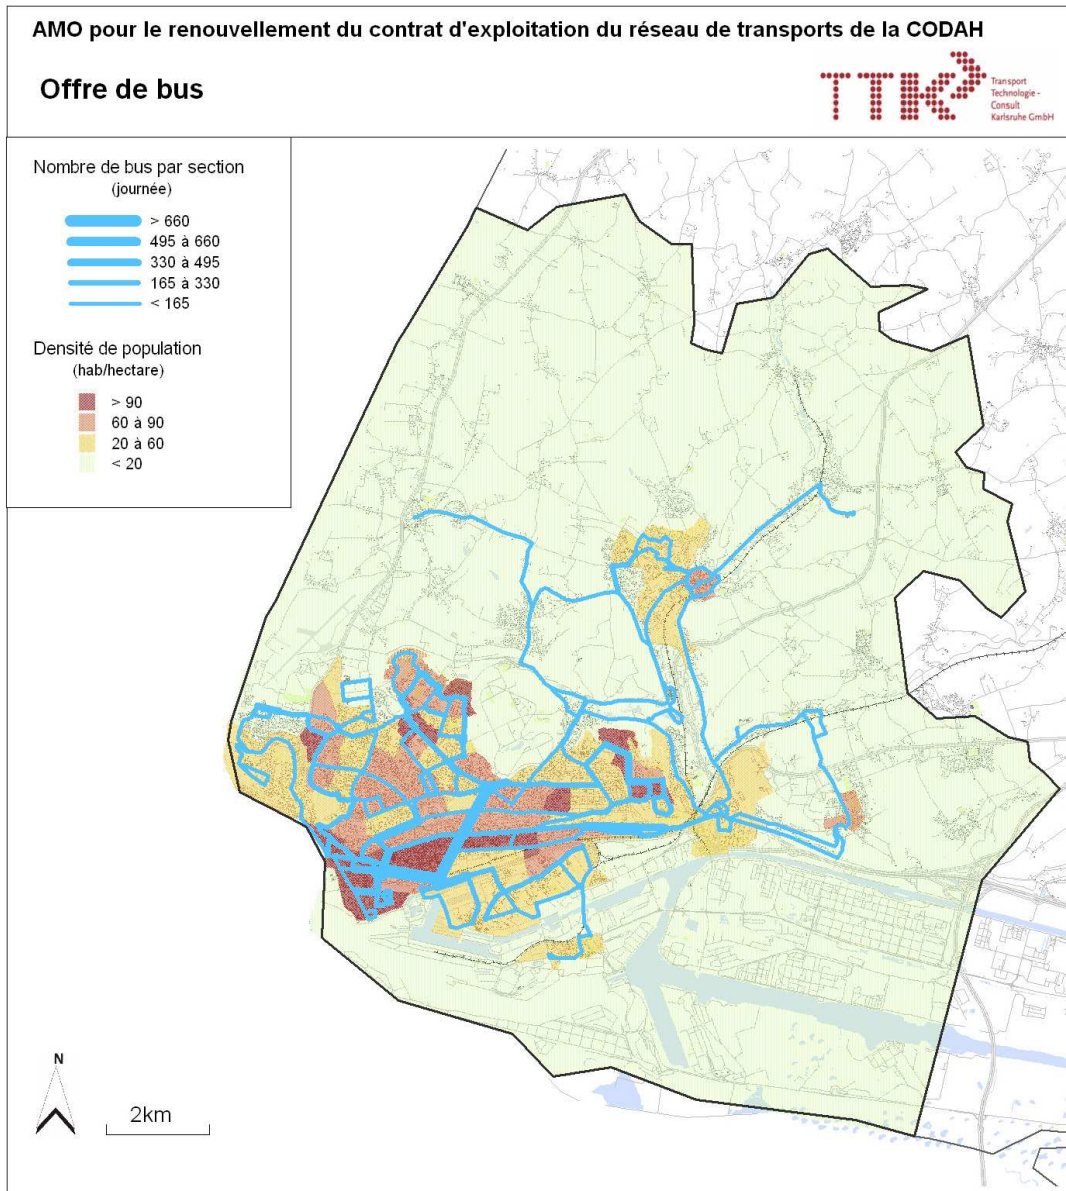 AMO pour le renouvellement du contrat d'exploitation du réseau de transports de la CODAH
Offre de bus
TTK
Transport
Technologie -
Consult
Karlsruhe GmbH
Nombre de bus par section
(journée)
> 660
495 à 660
330 à 495
165 à 330
< 165
Densité de population
(hab/hectare)
> 90
60 à 90
20 à 60
< 20
N
2km